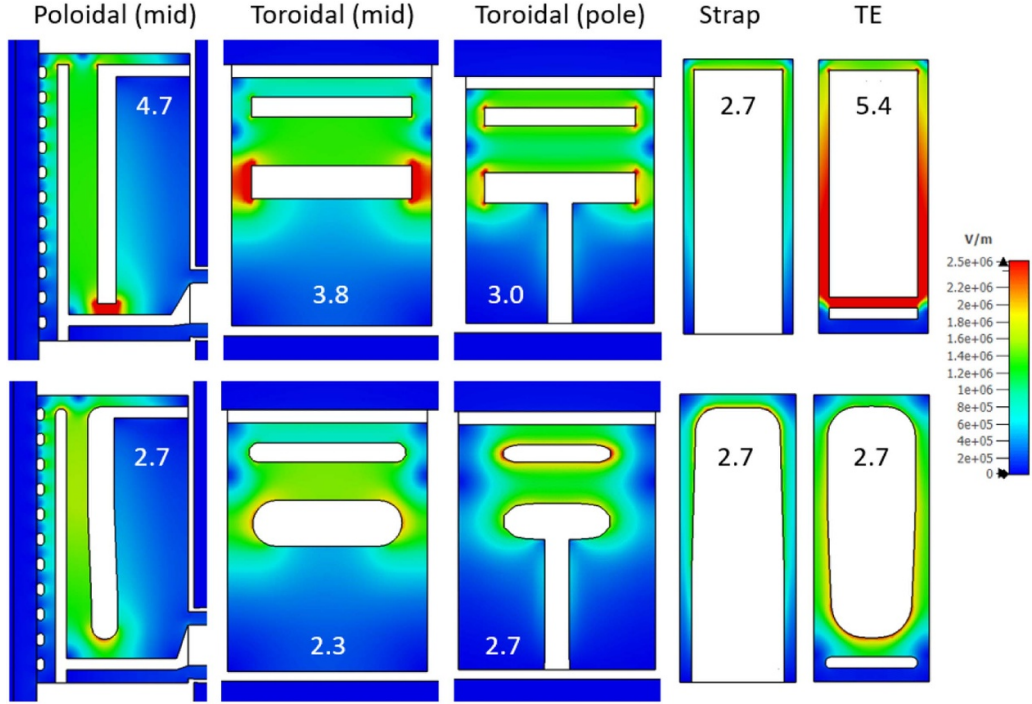 Poloidal (mid) Toroidal (mid) Toroidal (pole) Strap TE
4.7 3.8 3.0 2.7 5.4
V/m
2.5e+06
2.2e+06
2e+06
1.8e+06
1.6e+06
1.4e+06
1.2e+06
1e+06
8e+05
6e+05
4e+05
2e+05
0
2.7 2.3 2.7 2.7 2.7